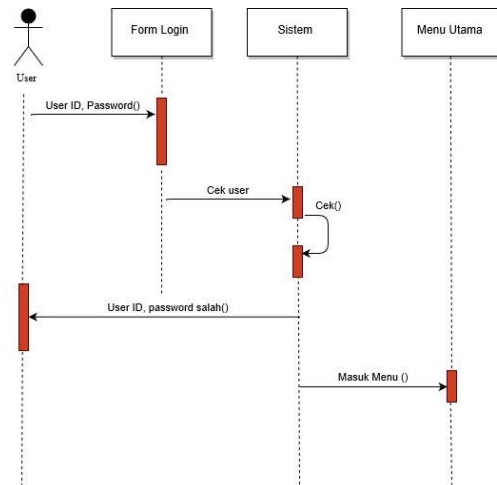 Form Login
Sistem
Menu Utama
User
User ID, Password()
Cek user
Cek()
User ID, password salah()
Masuk Menu ()